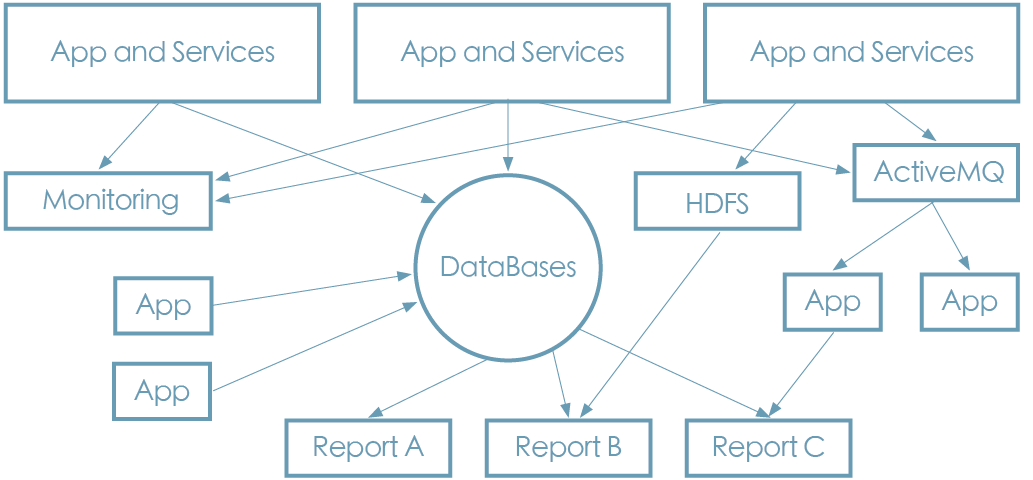 App and Services
App and Services
App and Services
Monitoring
HDFS
ActiveMQ
DataBases
App
App
App
App
Report A
Report B
Report C